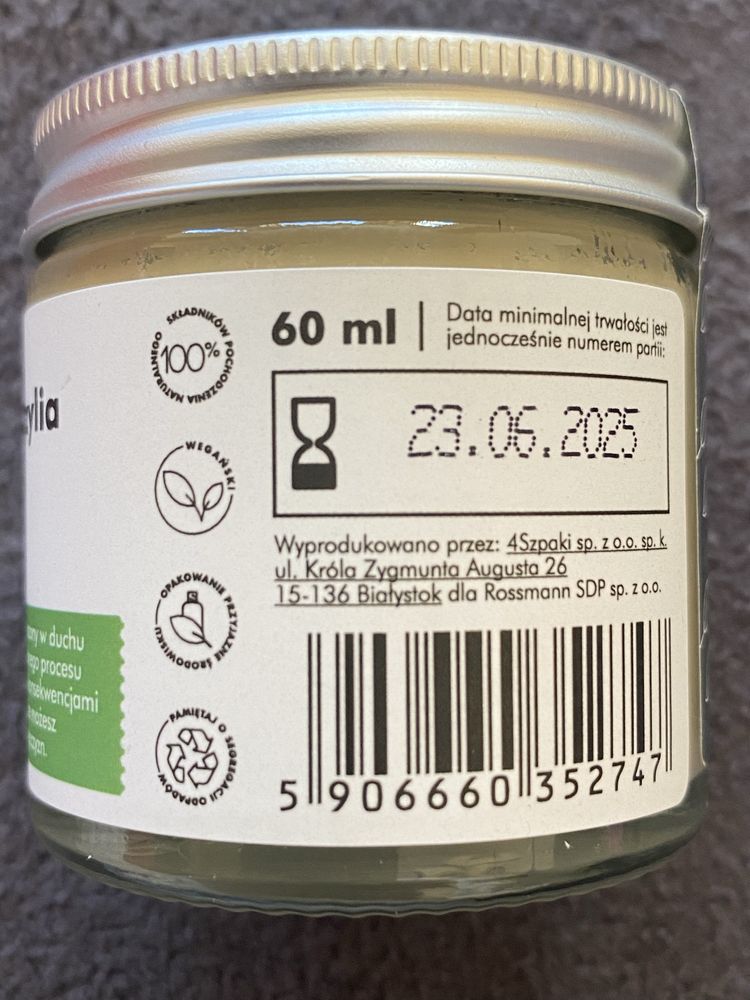 100%
SKŁADNIKÓW POCHODZENIA NATURALNEGO
60 ml
Data minimalnej trwałości jest
jednocześnie numerem partii:
23.06.2025
WEGAŃSKI
OPAKOWANIE PRZYJAZNE ŚRODOWISKU
PAMIĘTAJ O SEGREGACJI ODPADÓW
Wyprodukowano przez: 4Szpaki sp. z o.o. sp. k.
ul. Króla Zygmunta Augusta 26
15-136 Białystok dla Rossmann SDP sp. z o.o.
w duchu
procesu
5 906660 352747